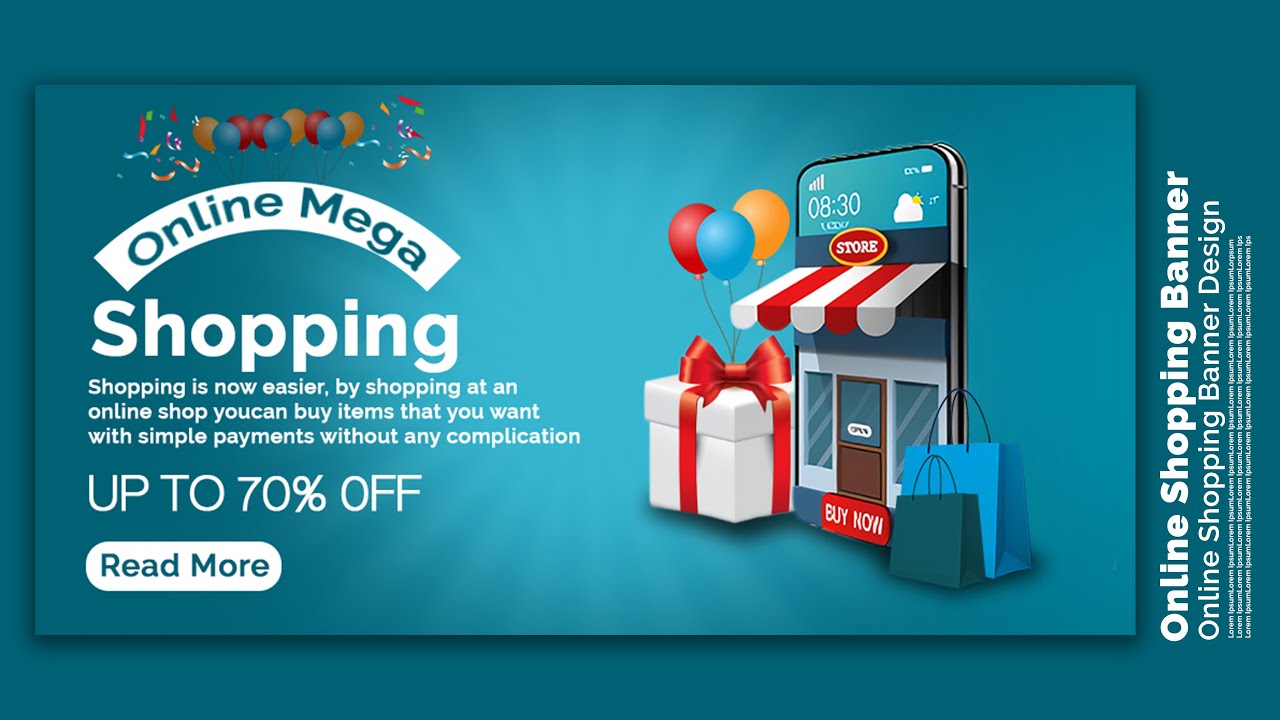 Online Mega
Shopping
Shopping is now easier, by shopping at an
online shop youcan buy items that you want
with simple payments without any complication
UP TO 70% 0FF
Read More
08:30
STORE
OPEN
BUY NOW
Online Shopping Banner
Online Shopping Banner Design
Lorem IpsumLorem IpsumLorem IpsumLorem IpsumLorem IpsumLorem IpsumLorem IpsumLorpsum
Lorem IpsumLorem IpsumLorem IpsumLorem IpsumLorem IpsumLorem IpsumLorem IpsumLorem Ips
Lorem IpsumLorem IpsumLorem IpsumLorem IpsumLorem IpsumLorem IpsumLorem IpsumLorem Ips